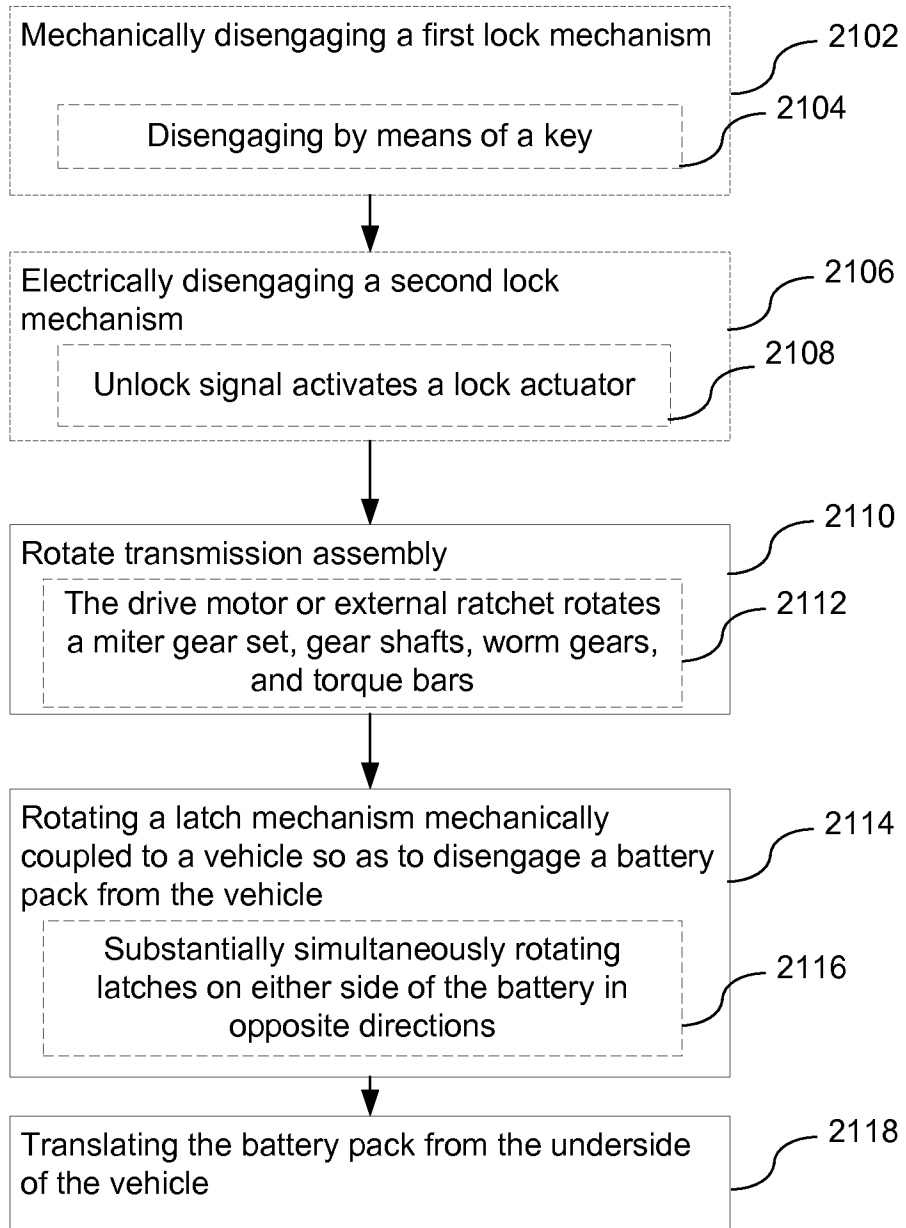 Mechanically disengaging a first lock mechanism
2102
Disengaging by means of a key
2104
Electrically disengaging a second lock
mechanism
2106
Unlock signal activates a lock actuator
2108
Rotate transmission assembly
2110
The drive motor or external ratchet rotates
a miter gear set, gear shafts, worm gears,
and torque bars
2112
Rotating a latch mechanism mechanically
coupled to a vehicle so as to disengage a battery
pack from the vehicle
2114
Substantially simultaneously rotating
latches on either side of the battery in
opposite directions
2116
Translating the battery pack from the underside
of the vehicle
2118